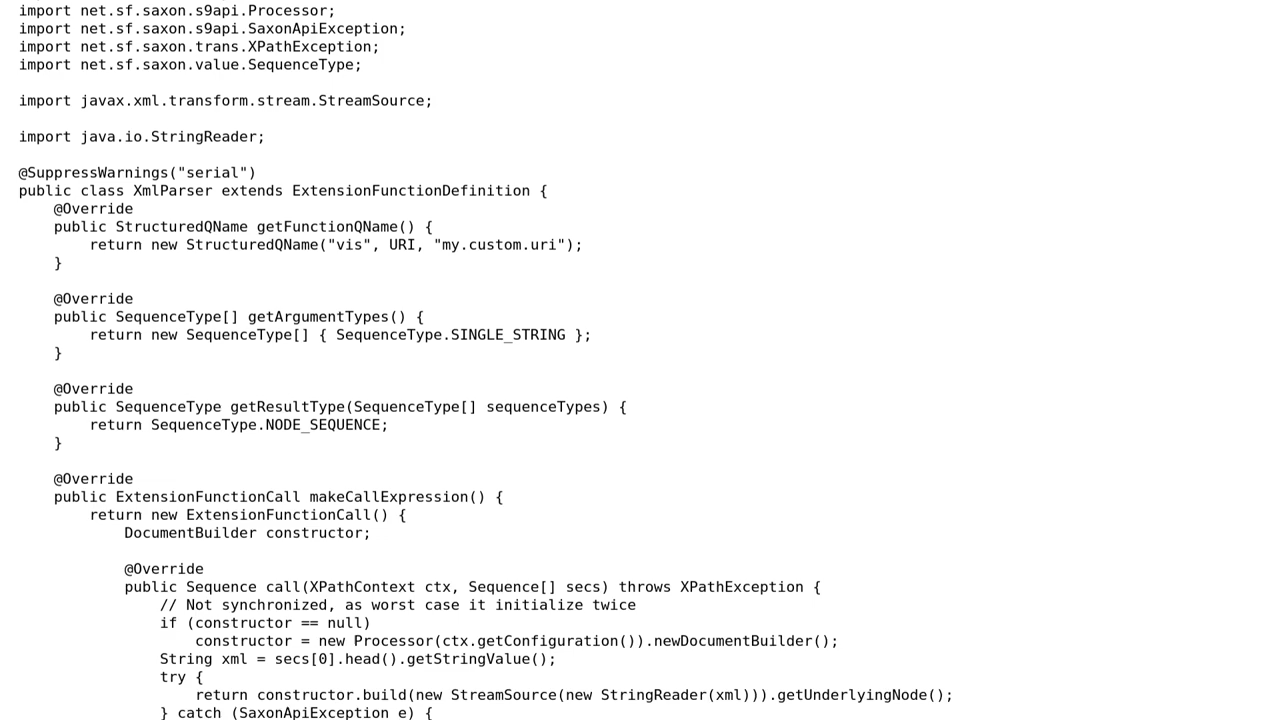 import net.sf.saxon.s9api.Processor;
import net.sf.saxon.s9api.SaxonApiException;
import net.sf.saxon.trans.XPathException;
import net.sf.saxon.value.SequenceType;

import javax.xml.transform.stream.StreamSource;

import java.io.StringReader;

@SuppressWarnings("serial")
public class XmlParser extends ExtensionFunctionDefinition {
    @Override
    public StructuredQName getFunctionQName() {
        return new StructuredQName("vis", URI, "my.custom.uri");
    }

    @Override
    public SequenceType[] getArgumentTypes() {
        return new SequenceType[] { SequenceType.SINGLE_STRING };
    }

    @Override
    public SequenceType getResultType(SequenceType[] sequenceTypes) {
        return SequenceType.NODE_SEQUENCE;
    }

    @Override
    public ExtensionFunctionCall makeCallExpression() {
        return new ExtensionFunctionCall() {
            DocumentBuilder constructor;

            @Override
            public Sequence call(XPathContext ctx, Sequence[] secs) throws XPathException {
                // Not synchronized, as worst case it initialize twice
                if (constructor == null)
                    constructor = new Processor(ctx.getConfiguration()).newDocumentBuilder();
                String xml = secs[0].head().getStringValue();
                try {
                    return constructor.build(new StreamSource(new StringReader(xml))).getUnderlyingNode();
                } catch (SaxonApiException e) {